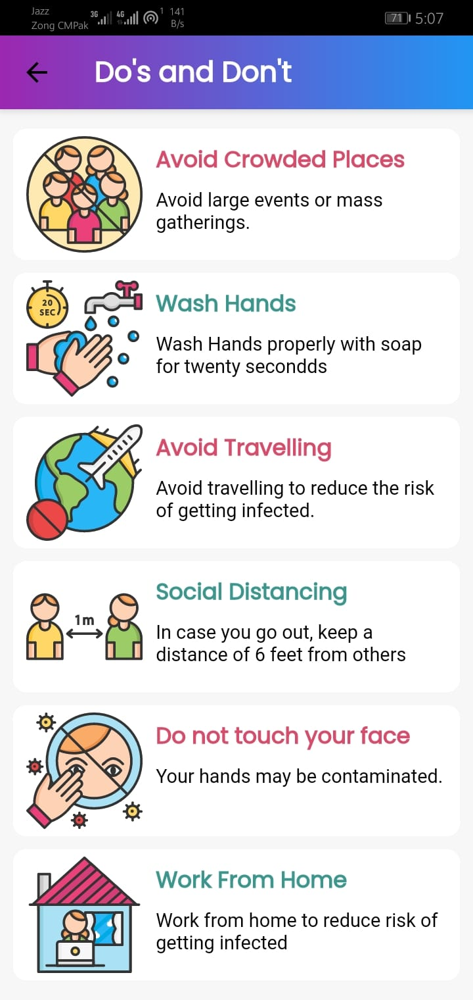 Jazz
Zong CMPak
3G
4G
1
141
B/s
71
5:07
Do's and Don't
Avoid Crowded Places
Avoid large events or mass
gatherings.
20
SEC
Wash Hands
Wash Hands properly with soap
for twenty secondds
Avoid Travelling
Avoid travelling to reduce the risk
of getting infected.
1m
Social Distancing
In case you go out, keep a
distance of 6 feet from others
Do not touch your face
Your hands may be contaminated.
Work From Home
Work from home to reduce risk of
getting infected